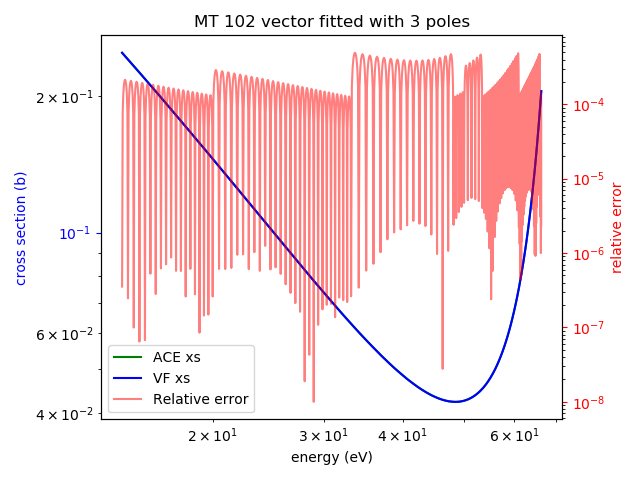 MT 102 vector fitted with 3 poles
cross section (b)
2 × 10⁻¹
10⁻¹
6 × 10⁻²
4 × 10⁻²
10⁻⁴
10⁻⁵
10⁻⁶
10⁻⁷
10⁻⁸
relative error
ACE xs
VF xs
Relative error
2 × 10¹ 3 × 10¹ 4 × 10¹ 6 × 10¹
energy (eV)